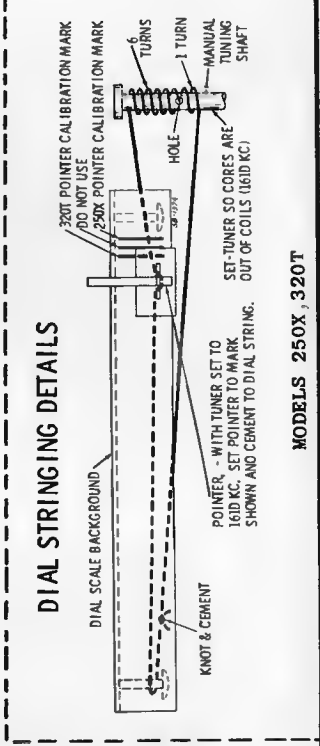 DIAL STRINGING DETAILS
DIAL SCALE BACKGROUND
320T POINTER CALIBRATION MARK
DO NOT USE
250X POINTER CALIBRATION MARK
6
TURNS
1 TURN
MANUAL
TUNING
SHAFT
HOLE
SET-TUNER SO CORES ARE
OUT OF COILS (1610 KC)
POINTER, - WITH TUNER SET TO
1610 KC, SET POINTER TO MARK
SHOWN AND CEMENT TO DIAL STRING.
KNOT & CEMENT
MODELS 250X, 320T